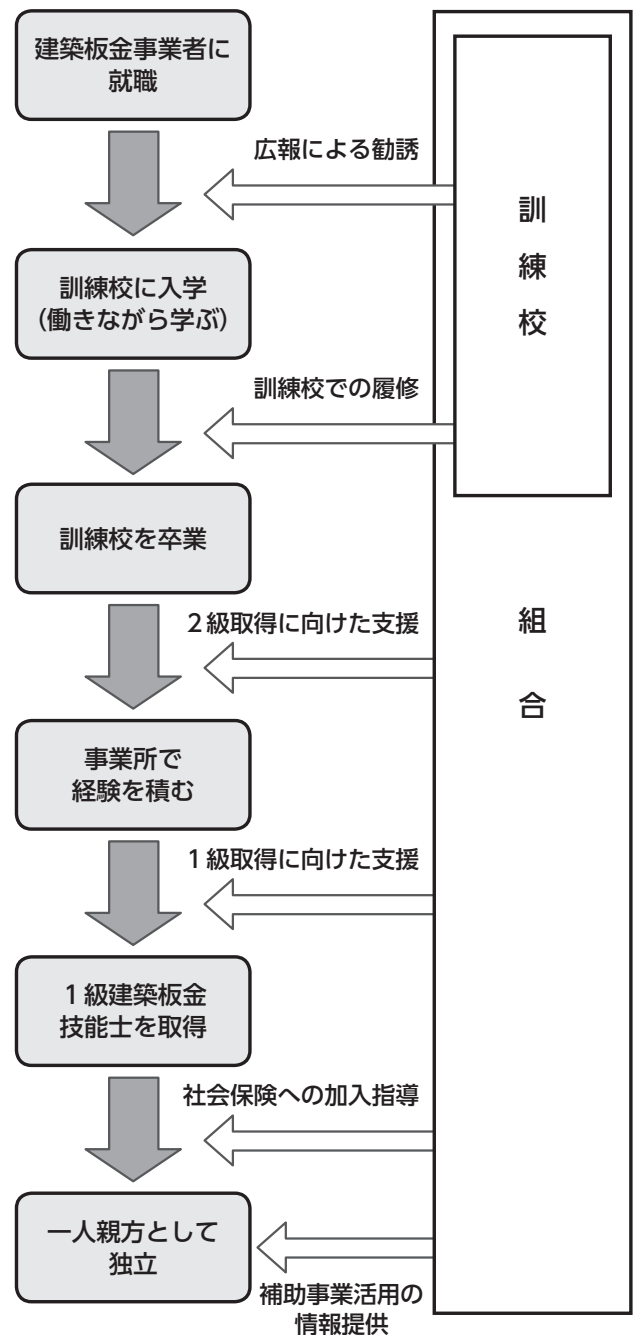 建築板金事業者に
就職
広報による勧誘
訓練校
訓練校に入学
（働きながら学ぶ）
訓練校での履修
訓練校を卒業
組合
２級取得に向けた支援
事業所で
経験を積む
１級取得に向けた支援
１級建築板金
技能士を取得
社会保険への加入指導
一人親方として
独立
補助事業活用の
情報提供